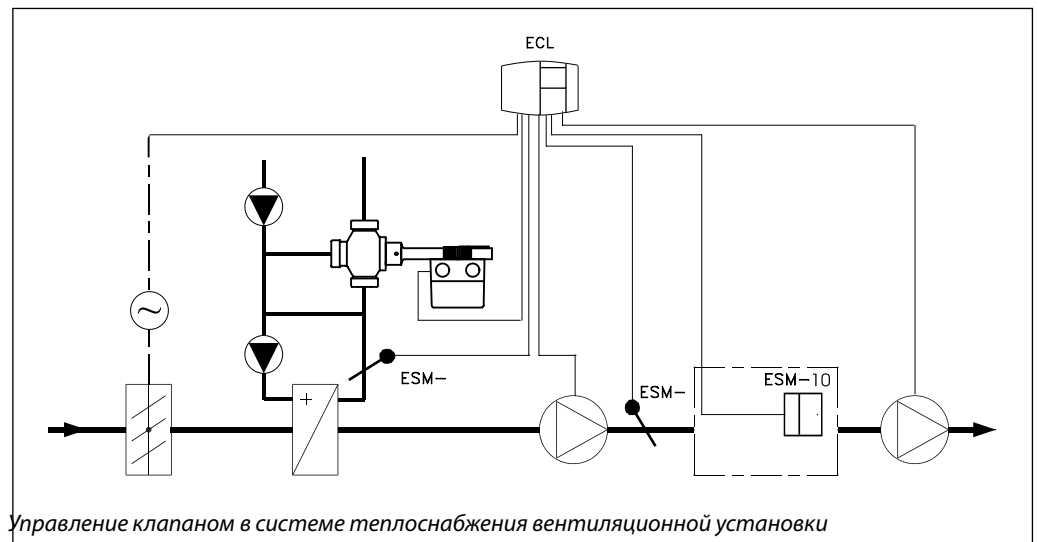 ECL
ESM-
ESM-
ESM-10
Управление клапаном в системе теплоснабжения вентиляционной установки